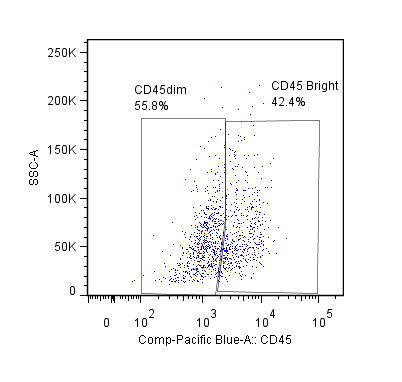 250K
200K
150K
100K
50K
0
SSC-A
CD45dim
55.8%
CD45 Bright
42.4%
0 10^2 10^3 10^4 10^5
Comp-Pacific Blue-A:: CD45